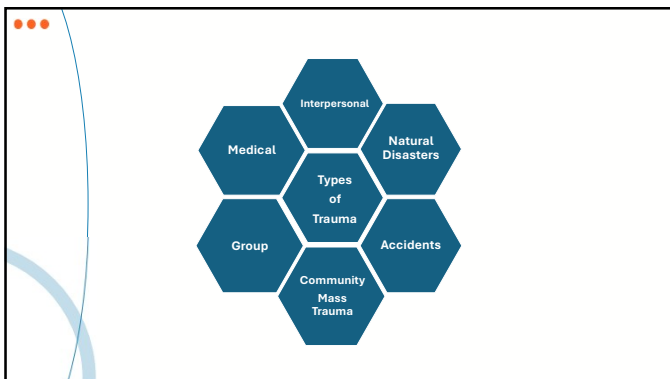 Interpersonal
Natural
Disasters
Medical
Types
of
Trauma
Group
Accidents
Community
Mass
Trauma